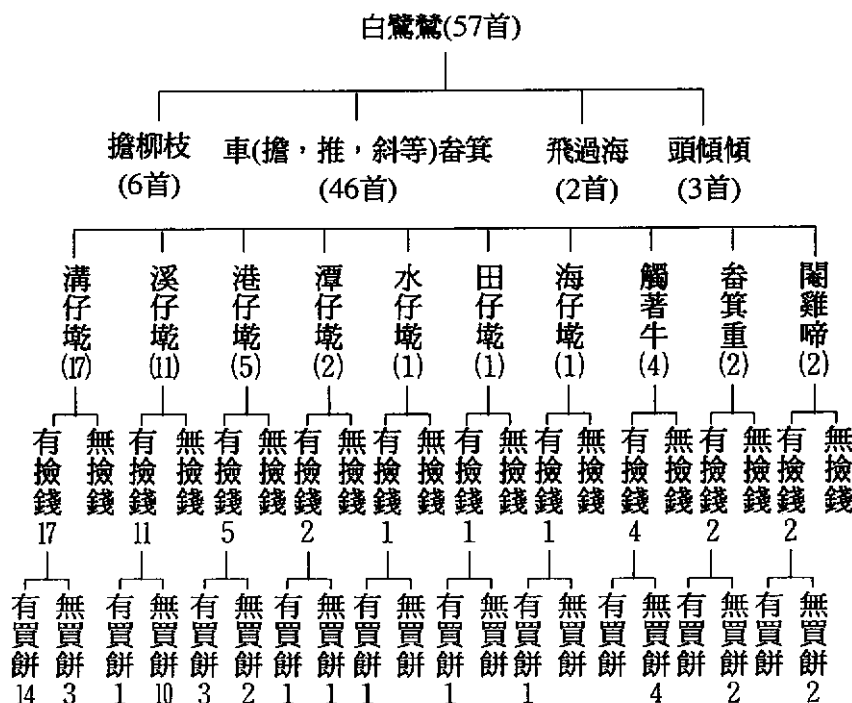 白鷺鷥(57首)
擔柳枝 車(擔，推，斜等)畚箕 飛過海 頭傾傾
(6首) (46首) (2首) (3首)
溝仔墘(17) 溪仔墘(11) 港仔墘(5) 潭仔墘(2) 水仔墘(1) 田仔墘(1) 海仔墘(1) 觸著牛(4) 畚箕重(2) 閹雞啼(2)
有撿錢 無撿錢 有撿錢 無撿錢 有撿錢 無撿錢 有撿錢 無撿錢 有撿錢 無撿錢 有撿錢 無撿錢 有撿錢 無撿錢 有撿錢 無撿錢 有撿錢 無撿錢 有撿錢 無撿錢
17 11 5 2 1 1 1 4 2 2
有買餅 無買餅 有買餅 無買餅 有買餅 無買餅 有買餅 無買餅 有買餅 無買餅 有買餅 無買餅 有買餅 無買餅 有買餅 無買餅 有買餅 無買餅 有買餅 無買餅
14 3 1 10 3 2 1 1 1 1 1 4 2 2